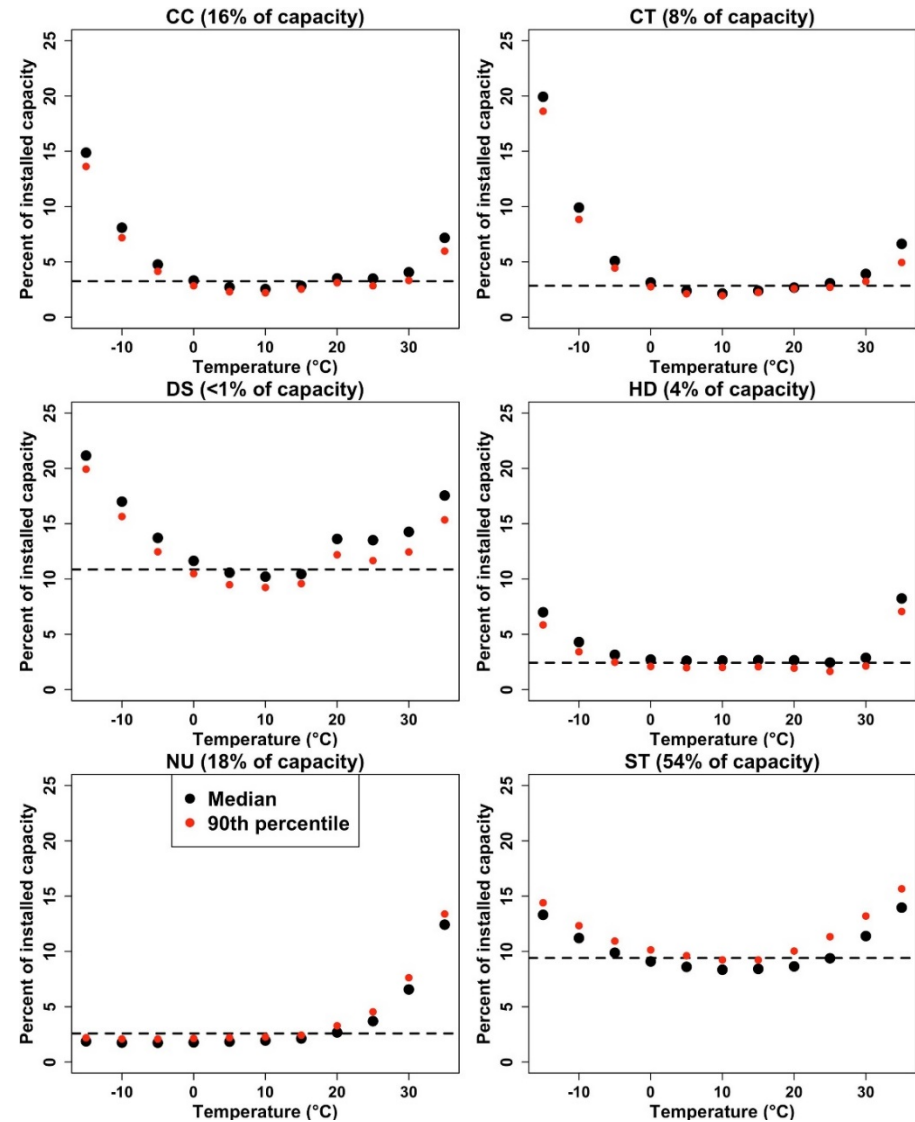 CC (16% of capacity)
Percent of installed capacity
25
20
15
10
5
0
-10 0 10 20 30
Temperature (°C)
CT (8% of capacity)
Percent of installed capacity
25
20
15
10
5
0
-10 0 10 20 30
Temperature (°C)
DS (<1% of capacity)
Percent of installed capacity
25
20
15
10
5
0
-10 0 10 20 30
Temperature (°C)
HD (4% of capacity)
Percent of installed capacity
25
20
15
10
5
0
-10 0 10 20 30
Temperature (°C)
NU (18% of capacity)
Median
90th percentile
Percent of installed capacity
25
20
15
10
5
0
-10 0 10 20 30
Temperature (°C)
ST (54% of capacity)
Percent of installed capacity
25
20
15
10
5
0
-10 0 10 20 30
Temperature (°C)